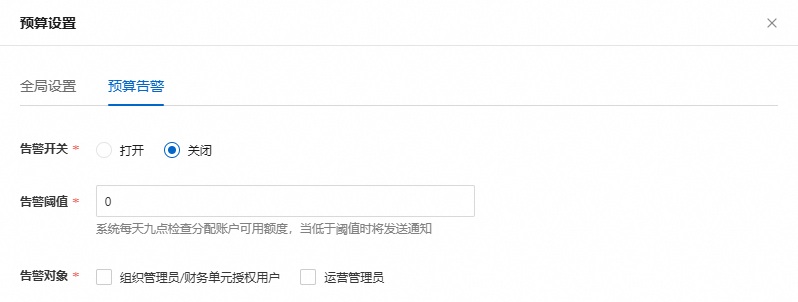 预算设置
全局设置 预算告警
告警开关 * 打开 关闭
告警阈值 * 0
系统每天九点检查分配账户可用额度，当低于阈值时将发送通知
告警对象 * 组织管理员/财务单元授权用户 运营管理员